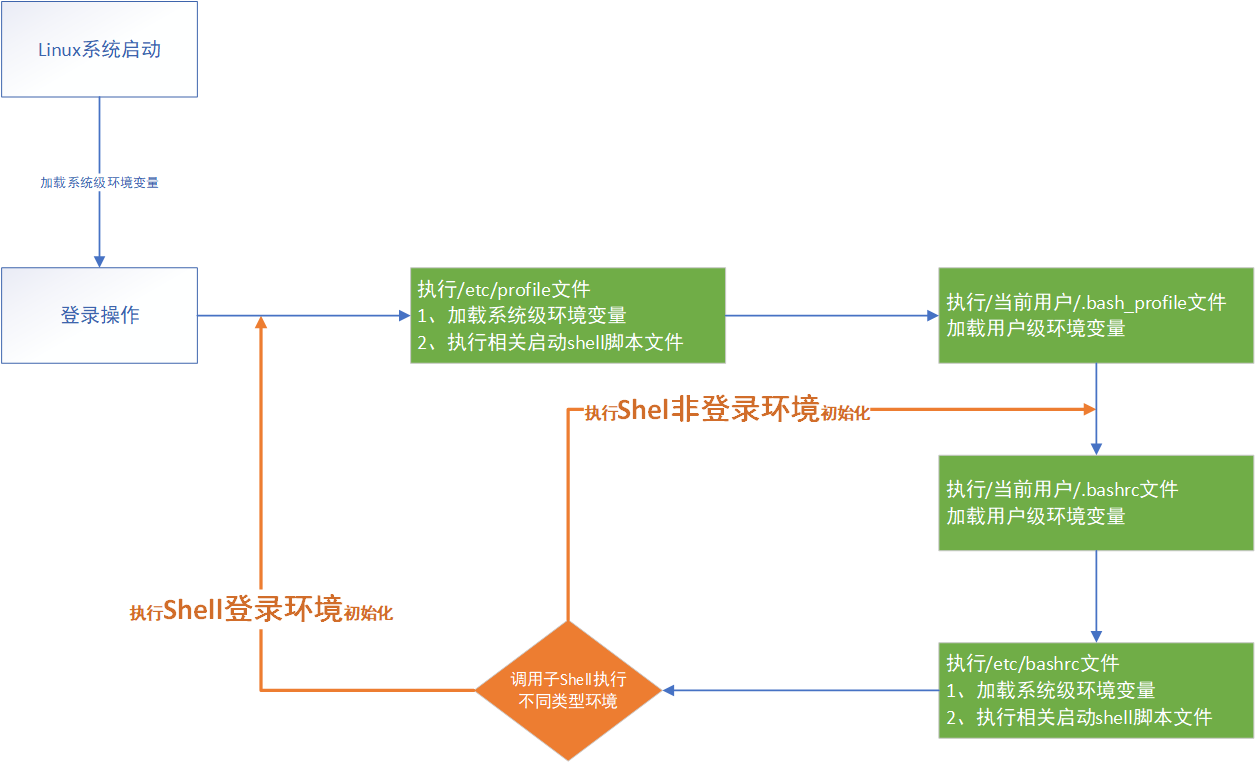 Linux系统启动
加载系统级环境变量
登录操作
执行/etc/profile文件
1、加载系统级环境变量
2、执行相关启动shell脚本文件
执行/当前用户/.bash_profile文件
加载用户级环境变量
执行Shel非登录环境初始化
执行/当前用户/.bashrc文件
加载用户级环境变量
执行Shell登录环境初始化
调用子Shell执行
不同类型环境
执行/etc/bashrc文件
1、加载系统级环境变量
2、执行相关启动shell脚本文件